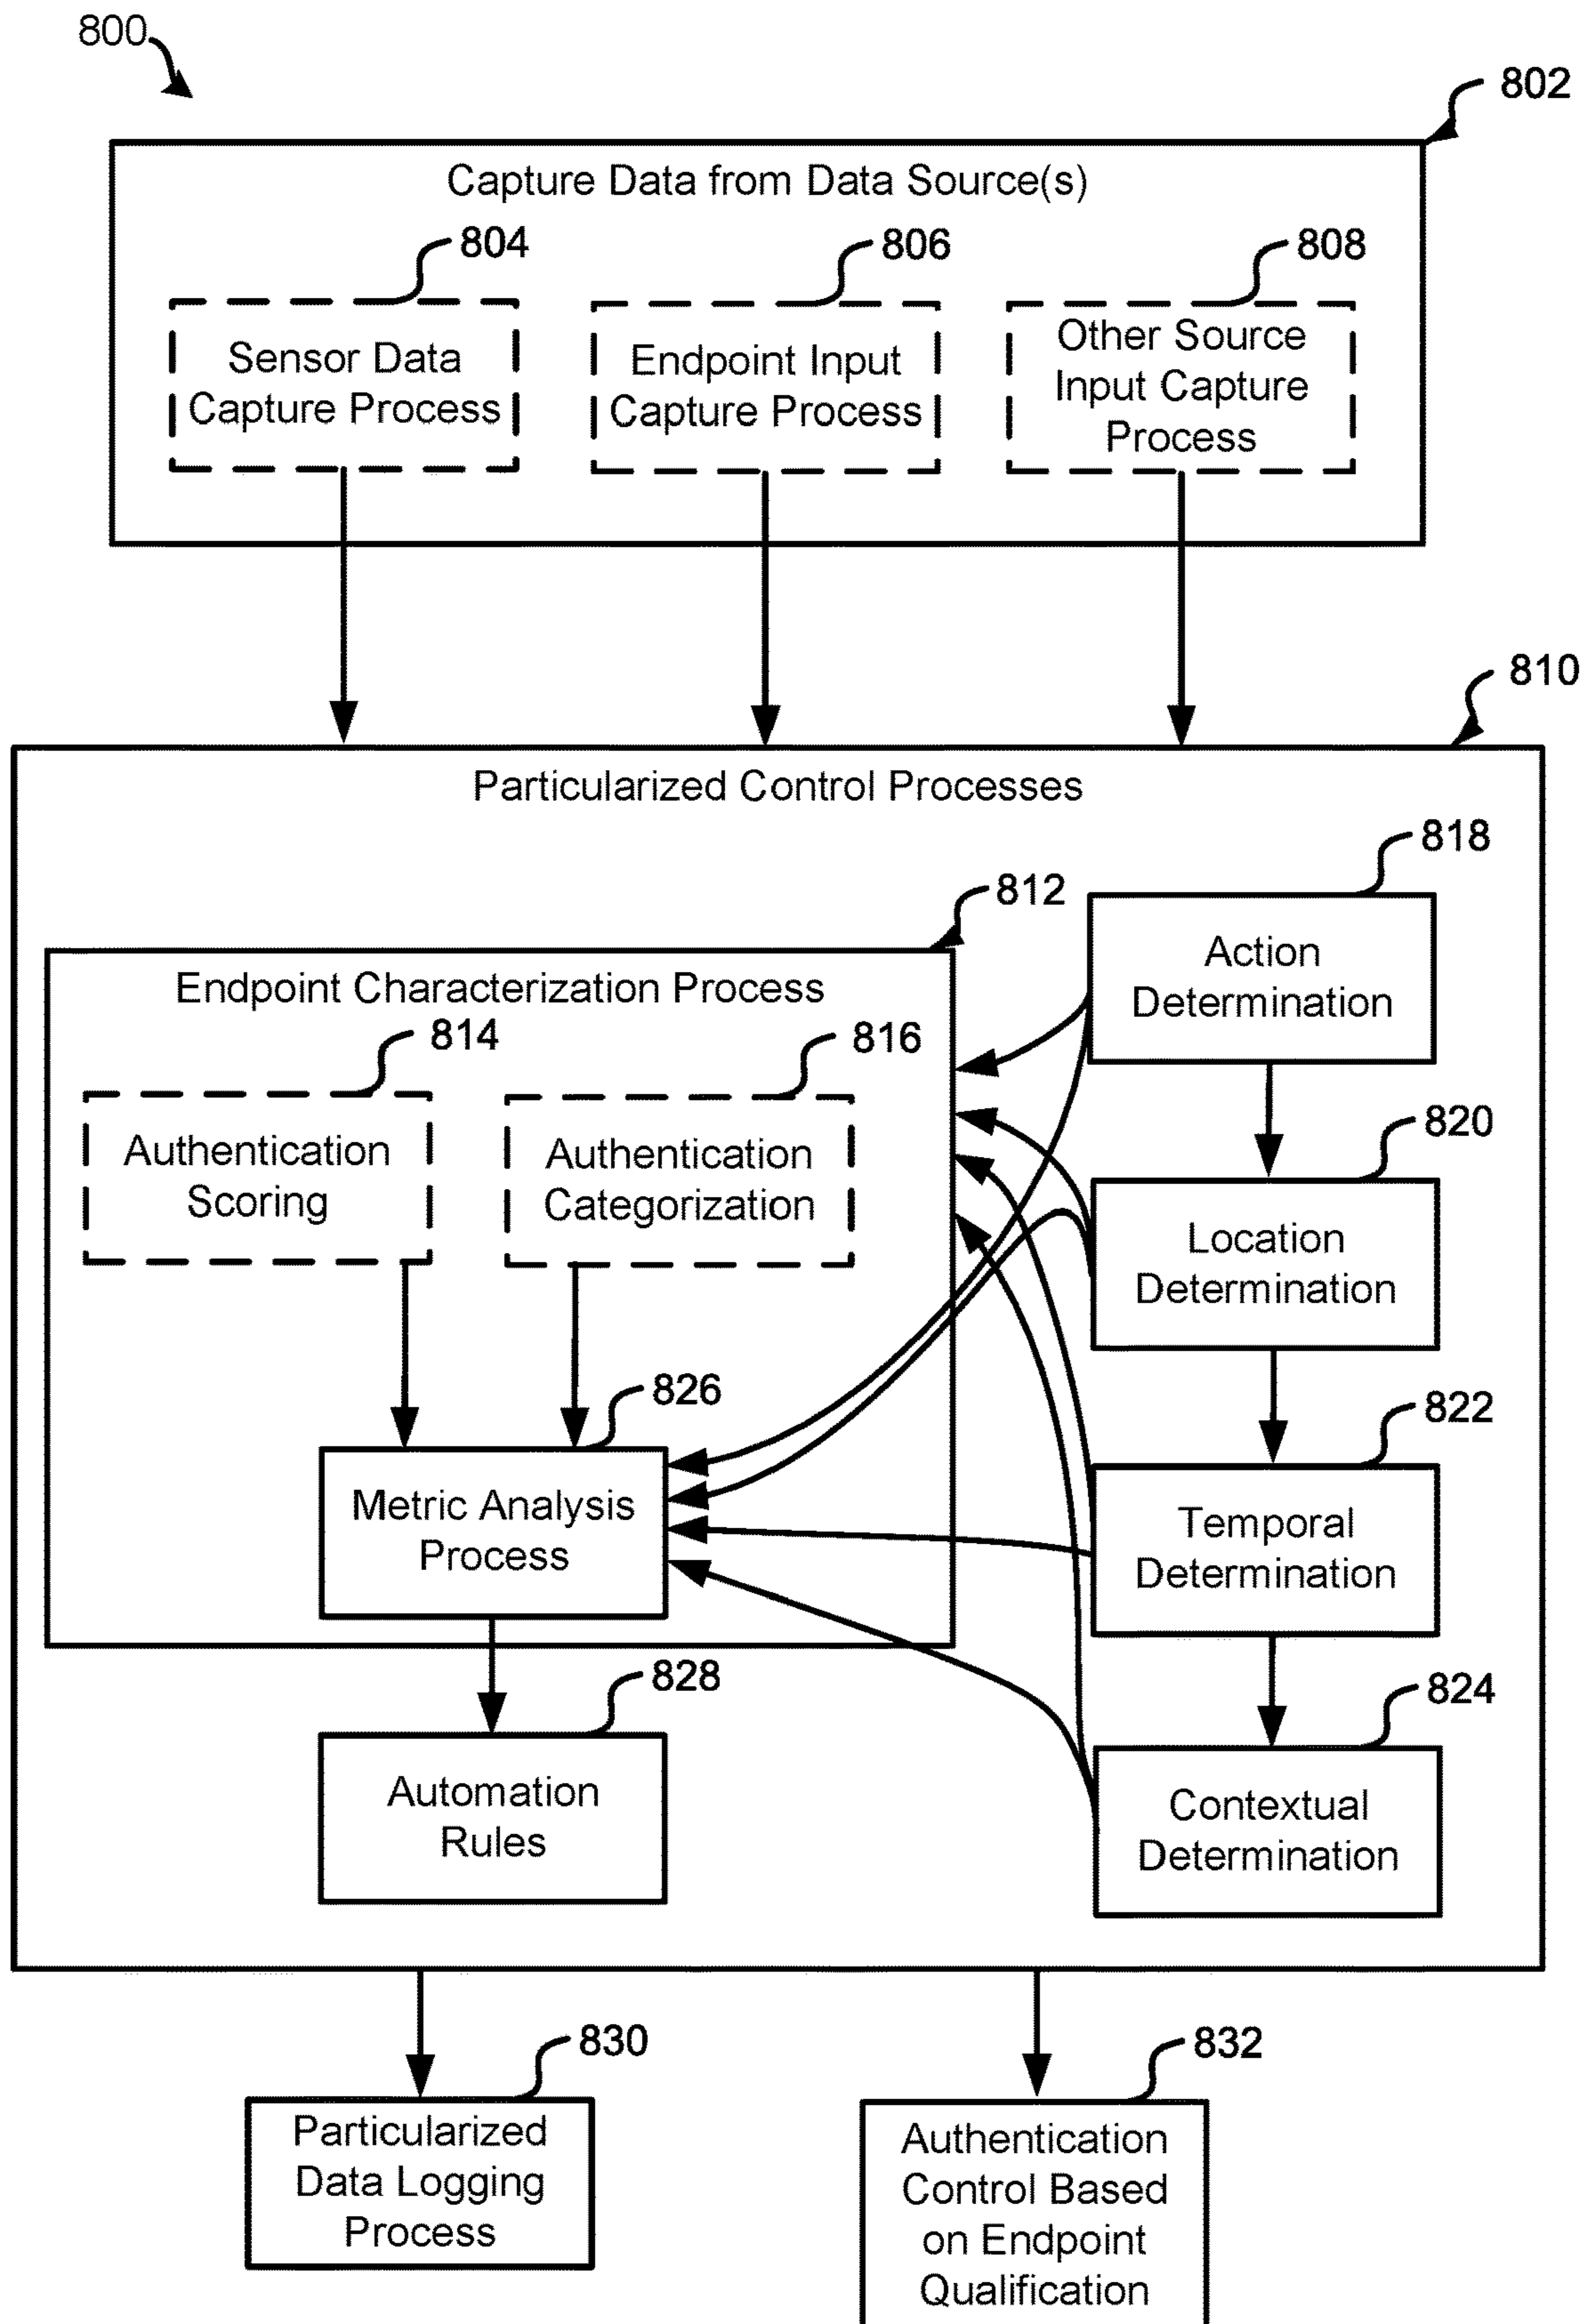 800
802
Capture Data from Data Source(s)
804
806
808
Sensor Data
Capture Process
Endpoint Input
Capture Process
Other Source
Input Capture
Process
810
Particularized Control Processes
818
812
Action
Determination
Endpoint Characterization Process
814
816
820
Authentication
Scoring
Authentication
Categorization
Location
Determination
826
822
Metric Analysis
Process
Temporal
Determination
828
824
Automation
Rules
Contextual
Determination
830
832
Particularized
Data Logging
Process
Authentication
Control Based
on Endpoint
Qualification